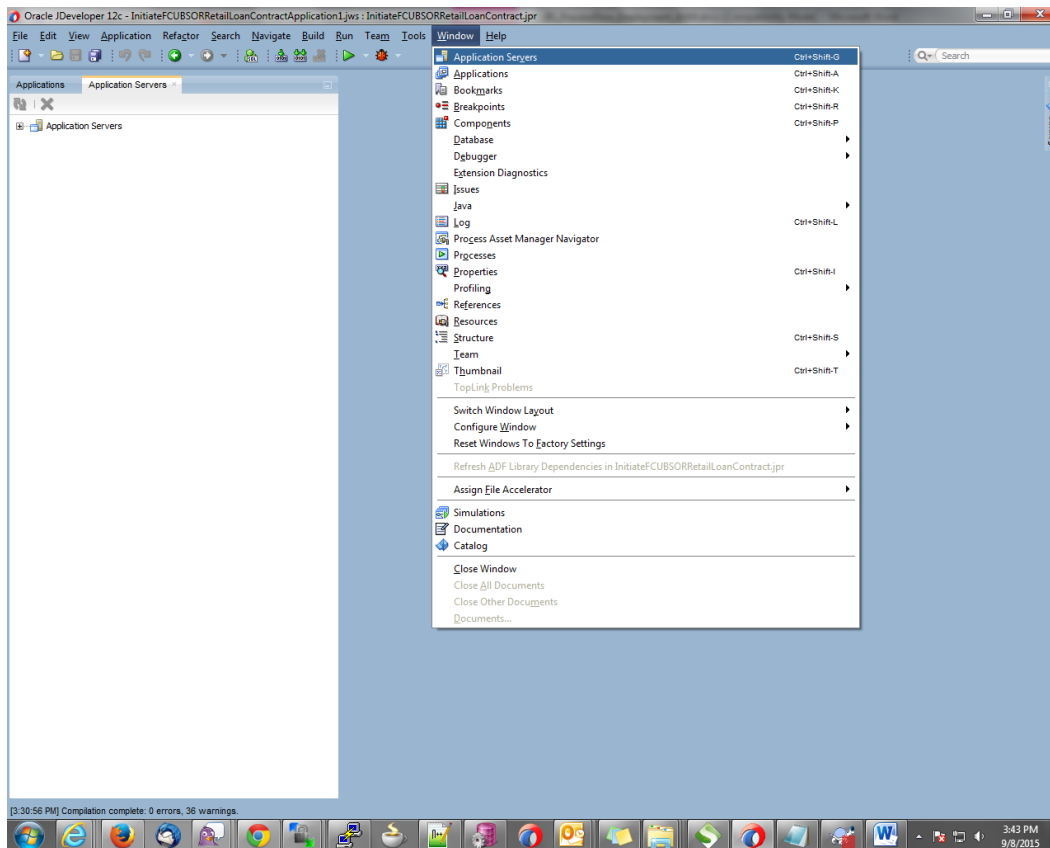 Oracle JDeveloper 12c - InitiateFCUBSORRetailLoanContractApplication1.jws : InitiateFCUBSORRetailLoanContract.jpr
File Edit View Application Refactor Search Navigate Build Run Team Tools Window Help
Search
Applications Application Servers
Application Servers
Application Servers Ctrl+Shift-G
Applications Ctrl+Shift-A
Bookmarks Ctrl+Shift-K
Breakpoints Ctrl+Shift-R
Components Ctrl+Shift-P
Database
Debugger
Extension Diagnostics
Issues
Java
Log Ctrl+Shift-L
Process Asset Manager Navigator
Processes
Properties Ctrl+Shift-I
Profiling
References
Resources
Structure Ctrl+Shift-S
Team
Thumbnail Ctrl+Shift-T
TopLink Problems
Switch Window Layout
Configure Window
Reset Windows To Factory Settings
Refresh ADF Library Dependencies in InitiateFCUBSORRetailLoanContract.jpr
Assign File Accelerator
Simulations
Documentation
Catalog
Close Window
Close All Documents
Close Other Documents
Documents...
[3:30:56 PM] Compilation complete: 0 errors, 36 warnings.
3:43 PM
9/8/2015